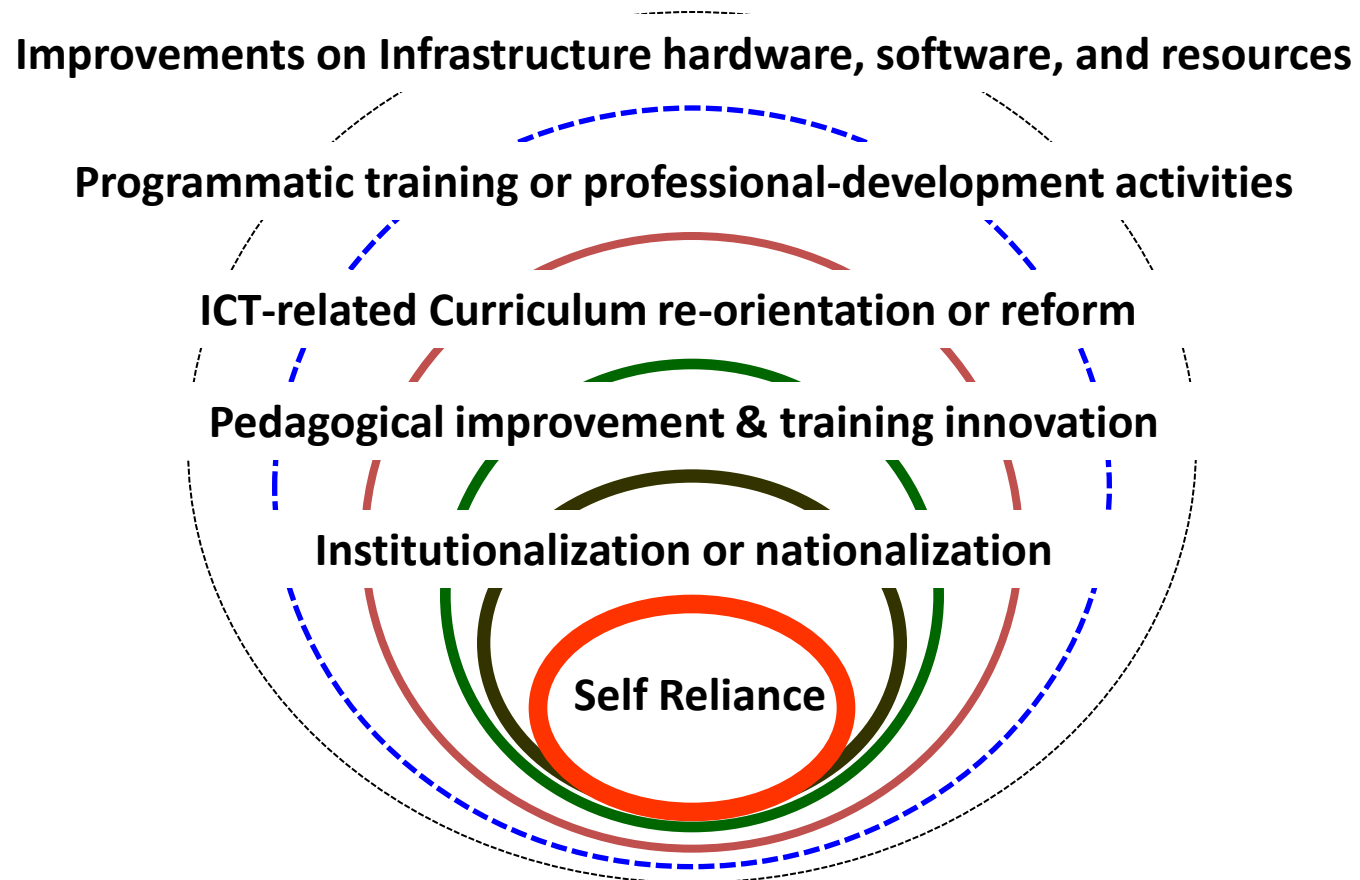 Improvements on Infrastructure hardware, software, and resources
Programmatic training or professional-development activities
ICT-related Curriculum re-orientation or reform
Pedagogical improvement & training innovation
Institutionalization or nationalization
Self Reliance